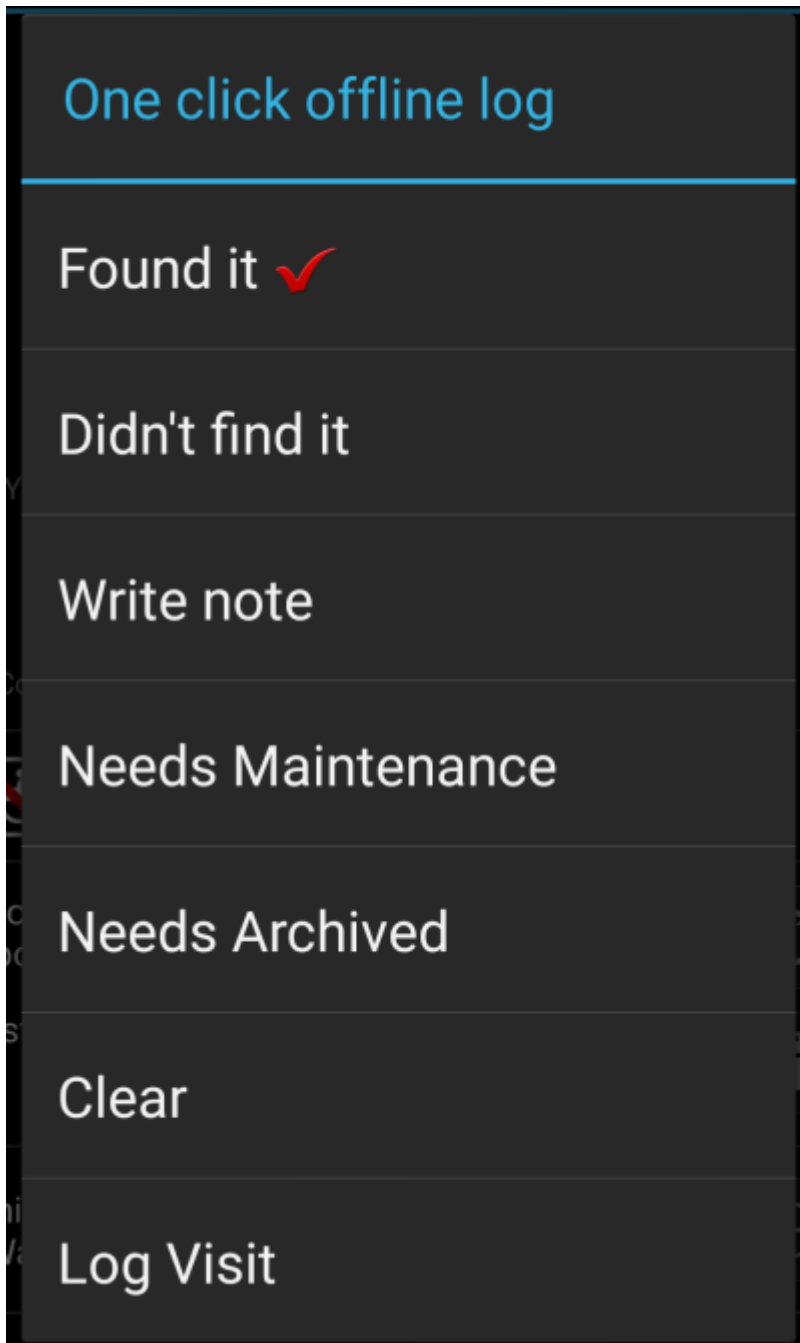 One click offline log
Found it
Didn't find it
Write note
Needs Maintenance
Needs Archived
Clear
Log Visit